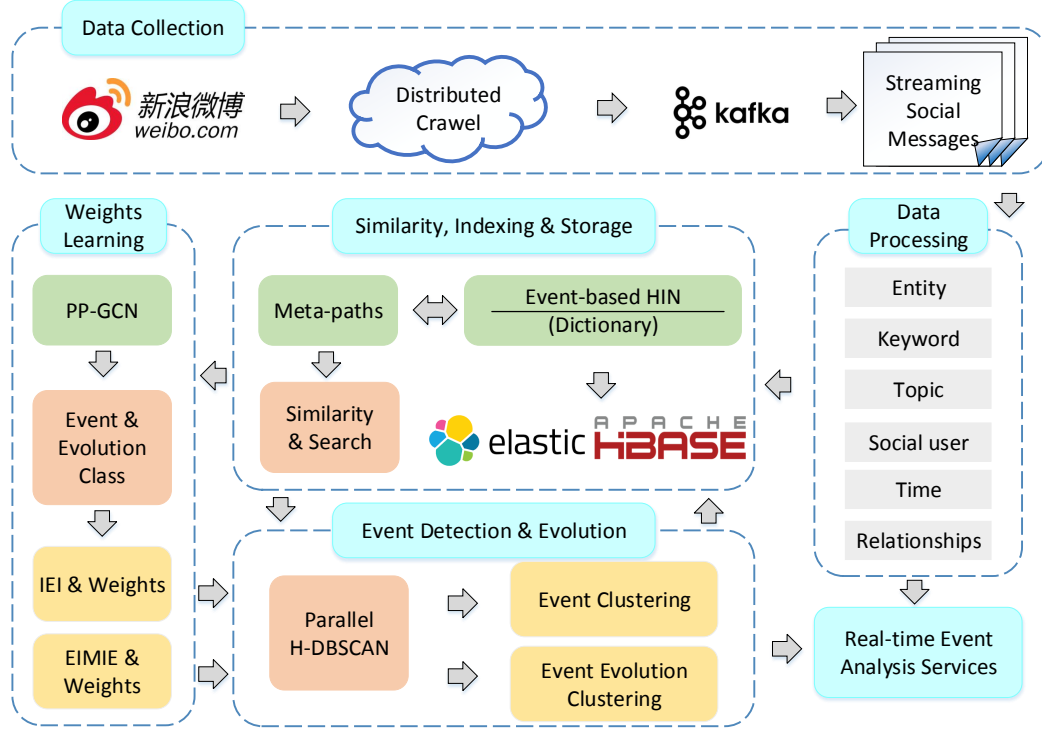 Data Collection
新浪微博
weibo.com
Distributed
Crawel
kafka
Streaming
Social
Messages
Weights
Learning
PP-GCN
Event &
Evolution
Class
IEI & Weights
EIMIE &
Weights
Similarity, Indexing & Storage
Meta-paths
Event-based HIN
(Dictionary)
Similarity
& Search
elastic
APACHE
HBASE
Event Detection & Evolution
Parallel
H-DBSCAN
Event Clustering
Event Evolution
Clustering
Data
Processing
Entity
Keyword
Topic
Social user
Time
Relationships
Real-time Event
Analysis Services